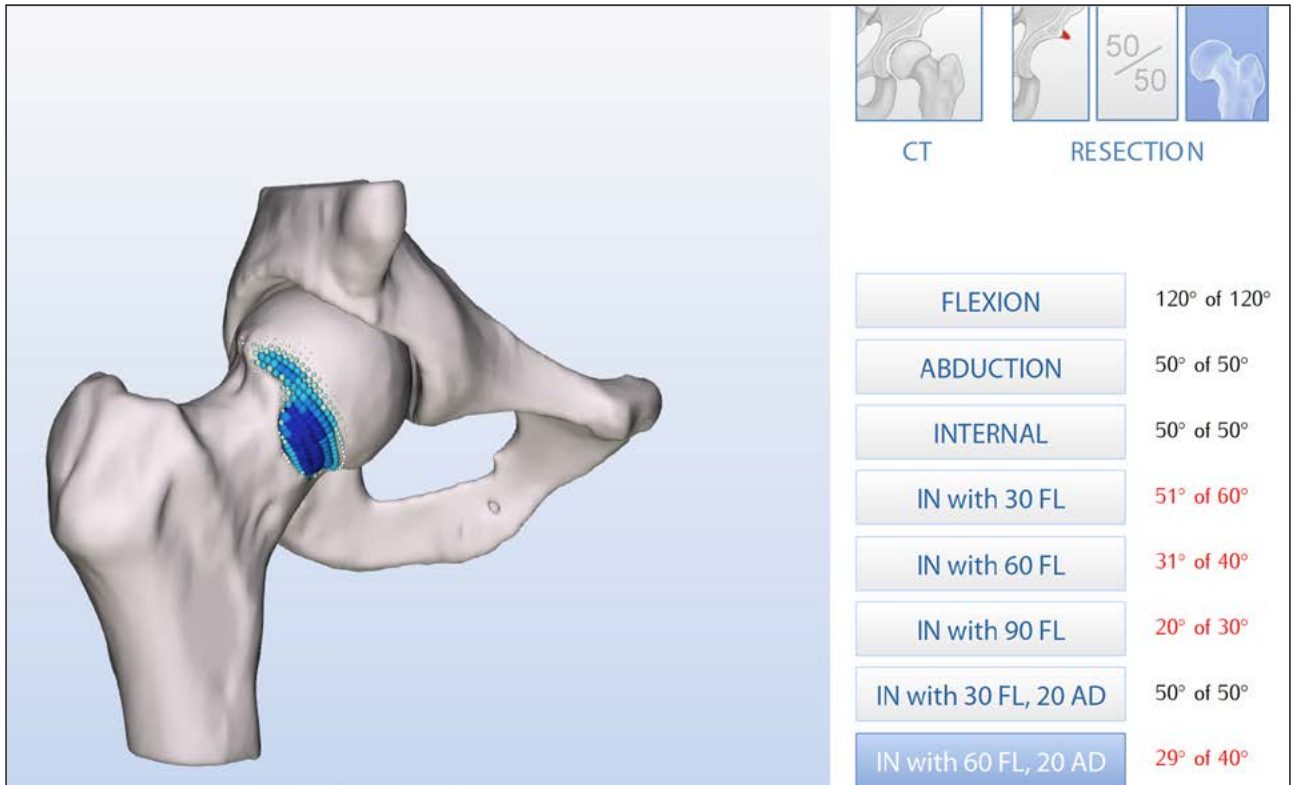 50/50
CT RESECTION
FLEXION 120° of 120°
ABDUCTION 50° of 50°
INTERNAL 50° of 50°
IN with 30 FL 51° of 60°
IN with 60 FL 31° of 40°
IN with 90 FL 20° of 30°
IN with 30 FL, 20 AD 50° of 50°
IN with 60 FL, 20 AD 29° of 40°